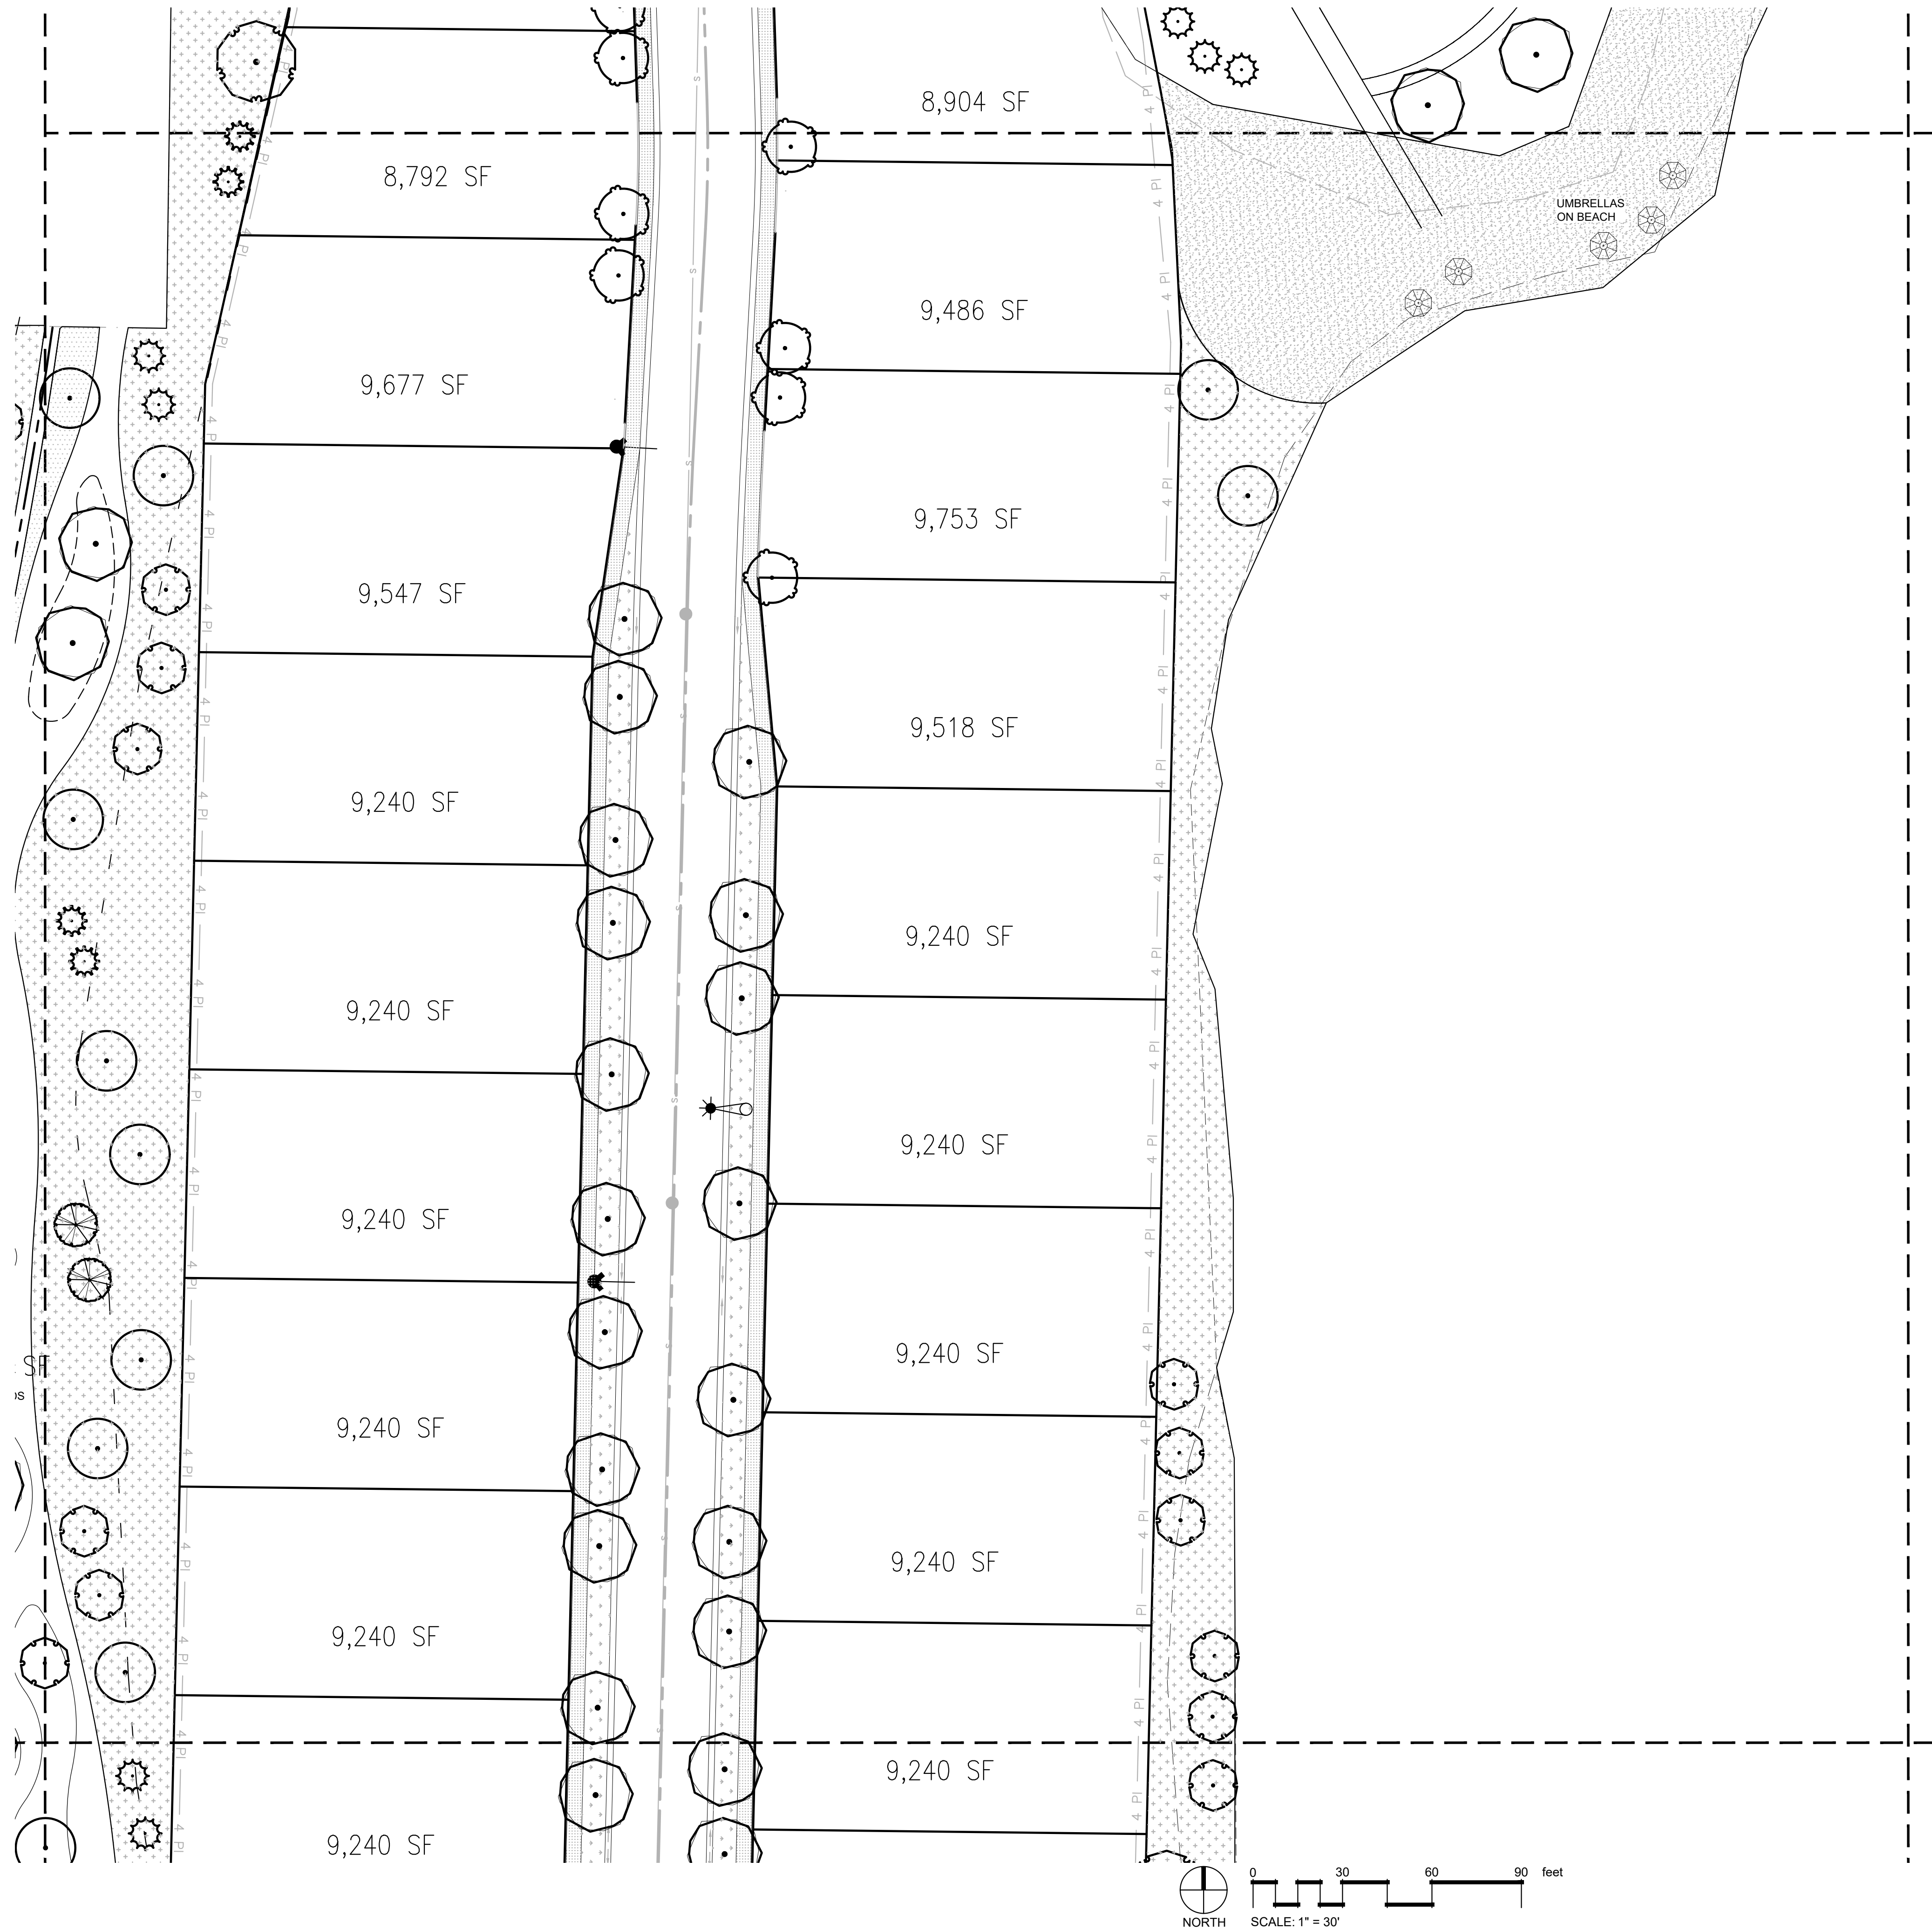 8,904 SF
8,792 SF
UMBRELLAS
ON BEACH
9,486 SF
9,677 SF
9,753 SF
9,547 SF
9,518 SF
9,240 SF
9,240 SF
9,240 SF
9,240 SF
9,240 SF
9,240 SF
SF
9,240 SF
9,240 SF
9,240 SF
9,240 SF
9,240 SF
0 30 60 90 feet
NORTH SCALE: 1" = 30'